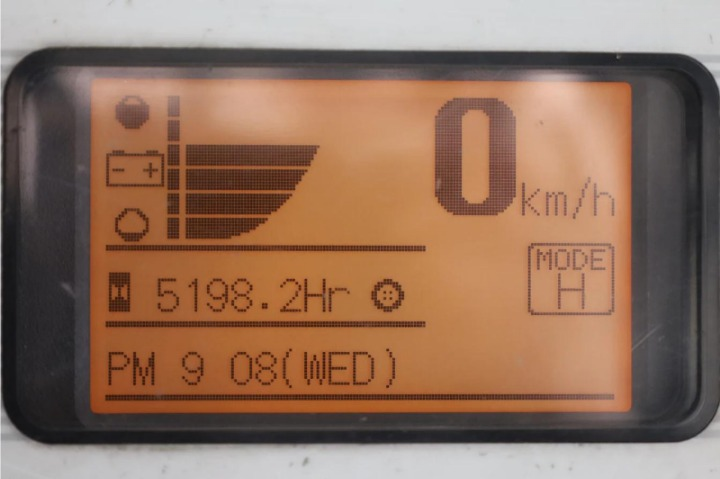 0 km/h
- +
MODE
H
5198.2Hr
PM 9 08(WED)